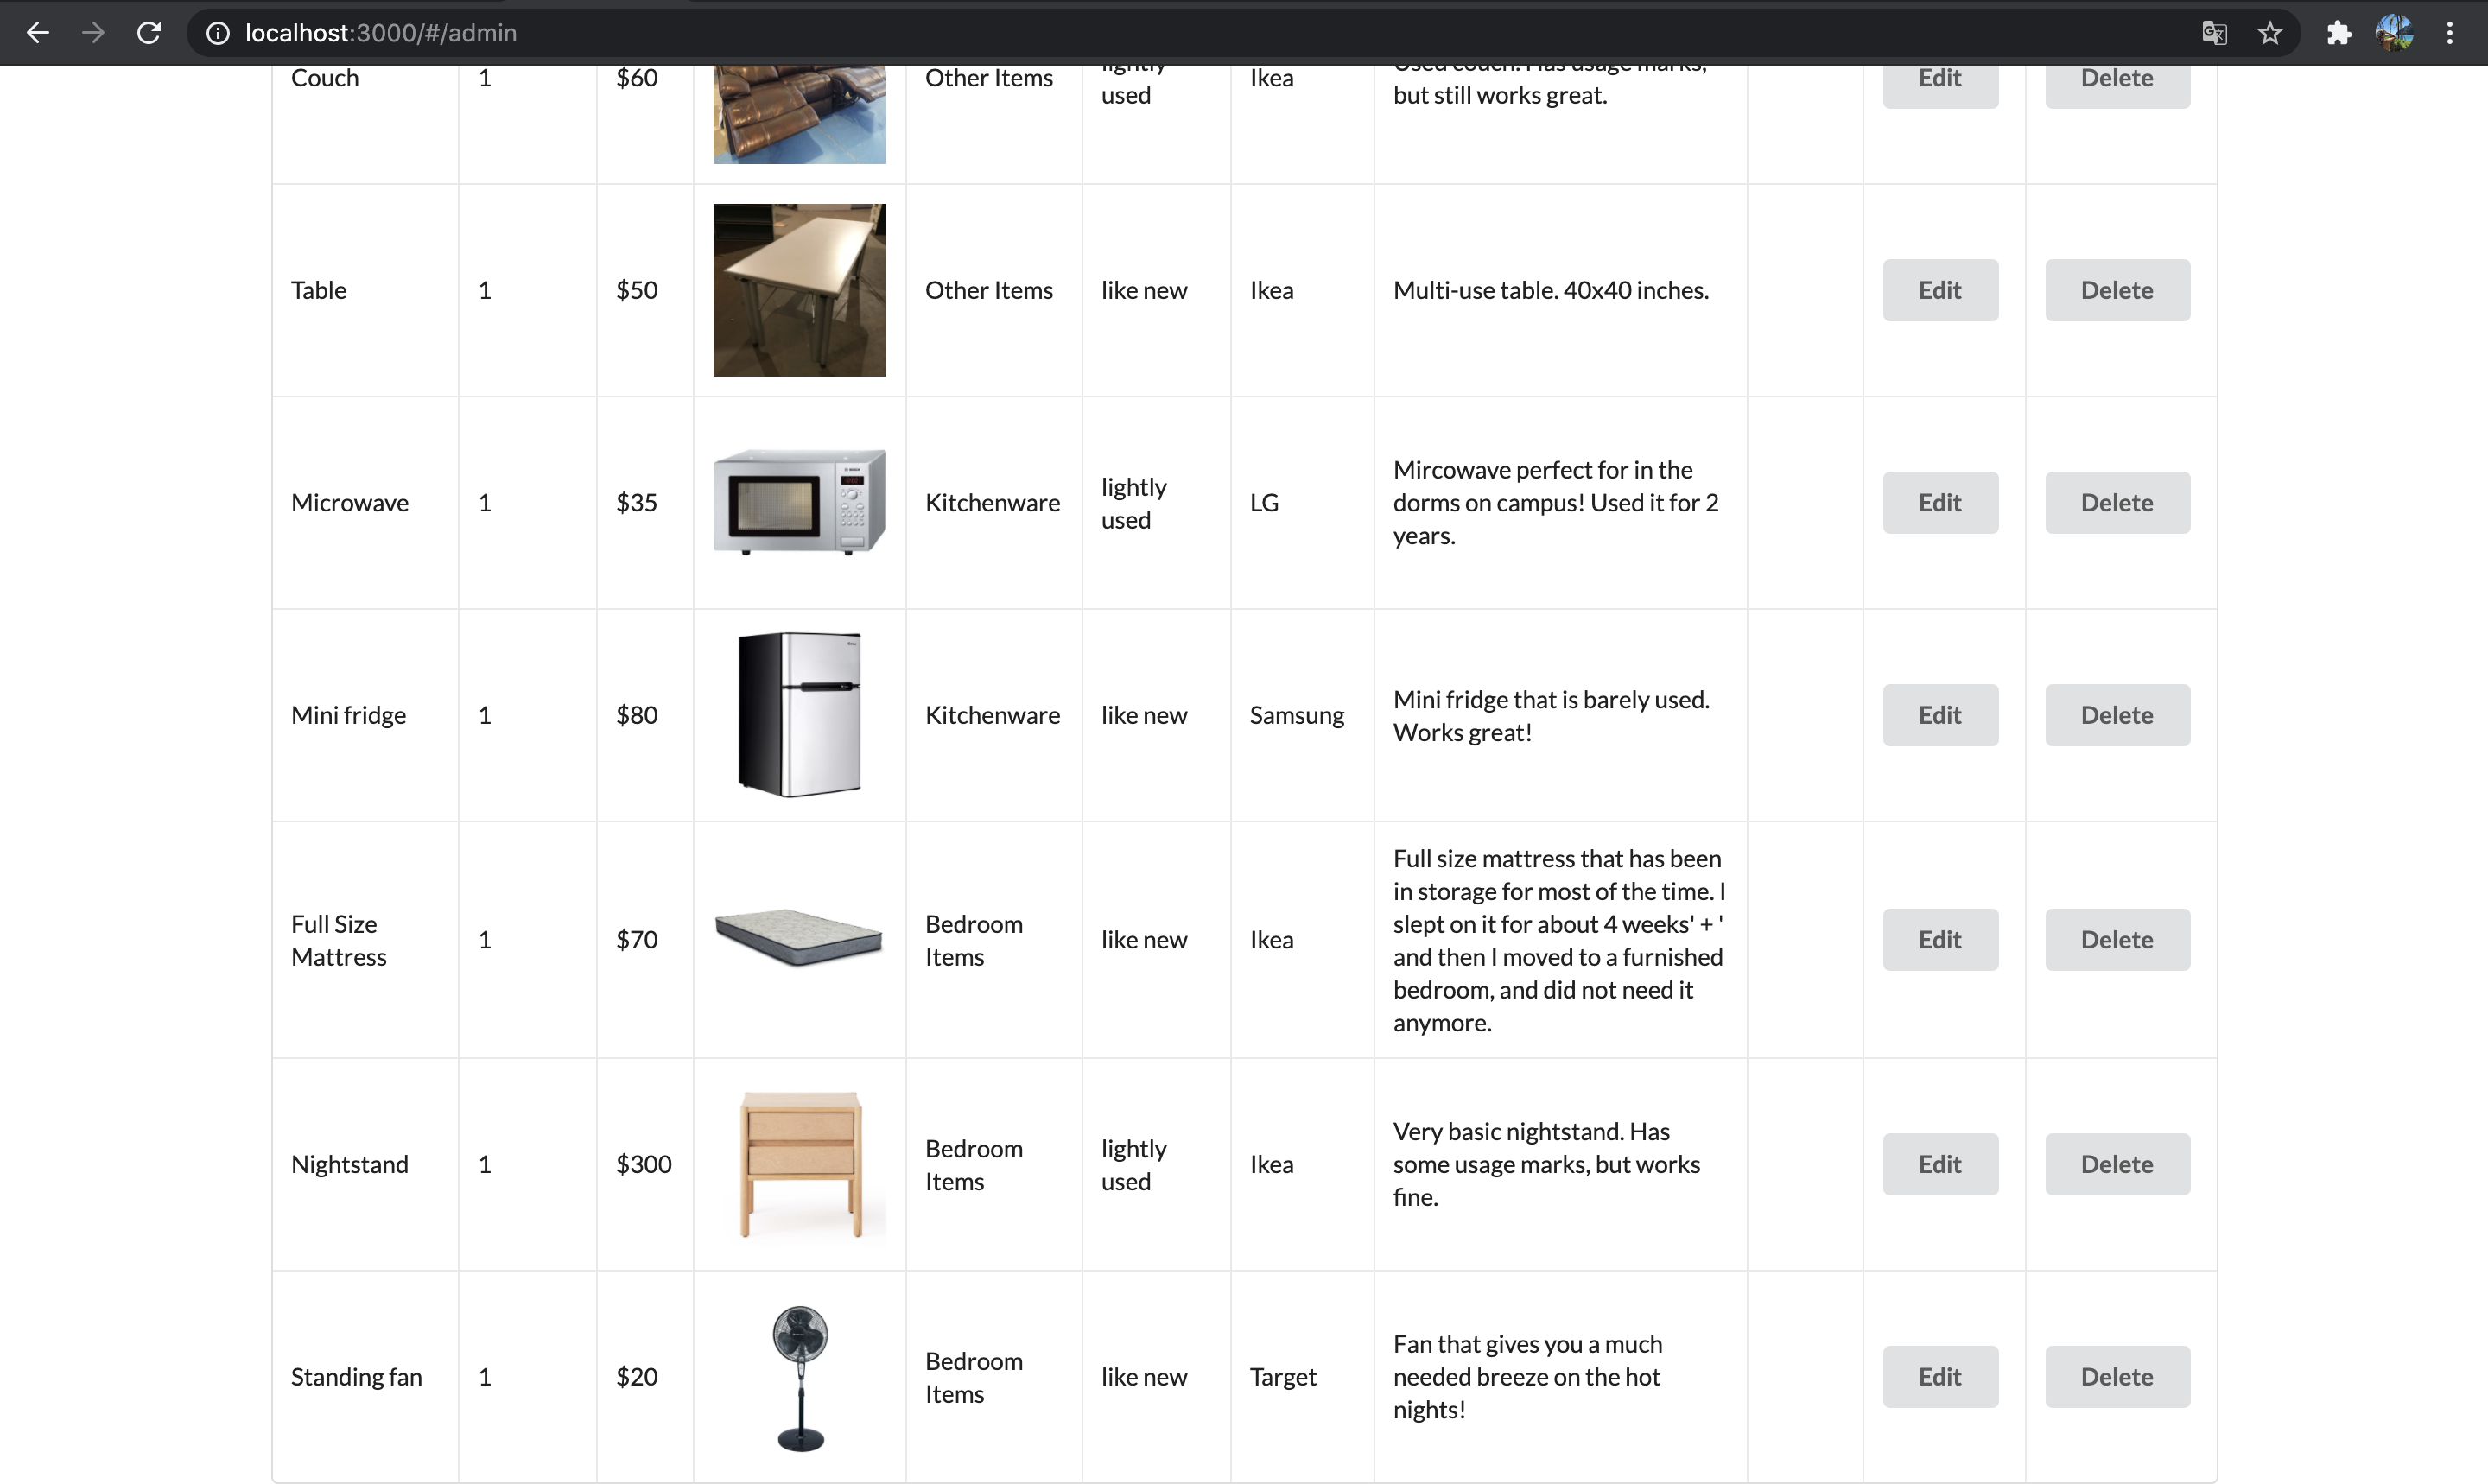 localhost:3000/#/admin
Couch 1 $60 Other Items lightly used Ikea Used couch. Has usage marks, but still works great. Edit Delete
Table 1 $50 Other Items like new Ikea Multi-use table. 40x40 inches. Edit Delete
Microwave 1 $35 Kitchenware lightly used LG Mircowave perfect for in the dorms on campus! Used it for 2 years. Edit Delete
Mini fridge 1 $80 Kitchenware like new Samsung Mini fridge that is barely used. Works great! Edit Delete
Full Size Mattress 1 $70 Bedroom Items like new Ikea Full size mattress that has been in storage for most of the time. I slept on it for about 4 weeks' + ' and then I moved to a furnished bedroom, and did not need it anymore. Edit Delete
Nightstand 1 $300 Bedroom Items lightly used Ikea Very basic nightstand. Has some usage marks, but works fine. Edit Delete
Standing fan 1 $20 Bedroom Items like new Target Fan that gives you a much needed breeze on the hot nights! Edit Delete